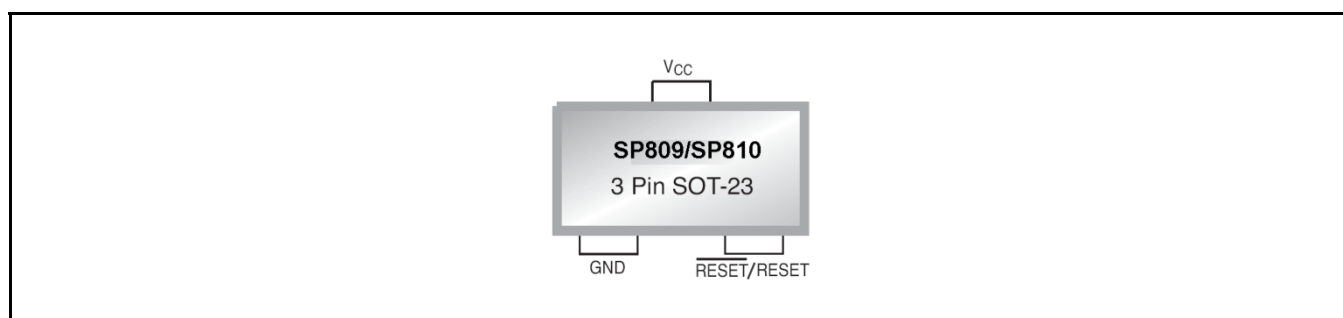 VCC
SP809/SP810
3 Pin SOT-23
GND
RESET/RESET